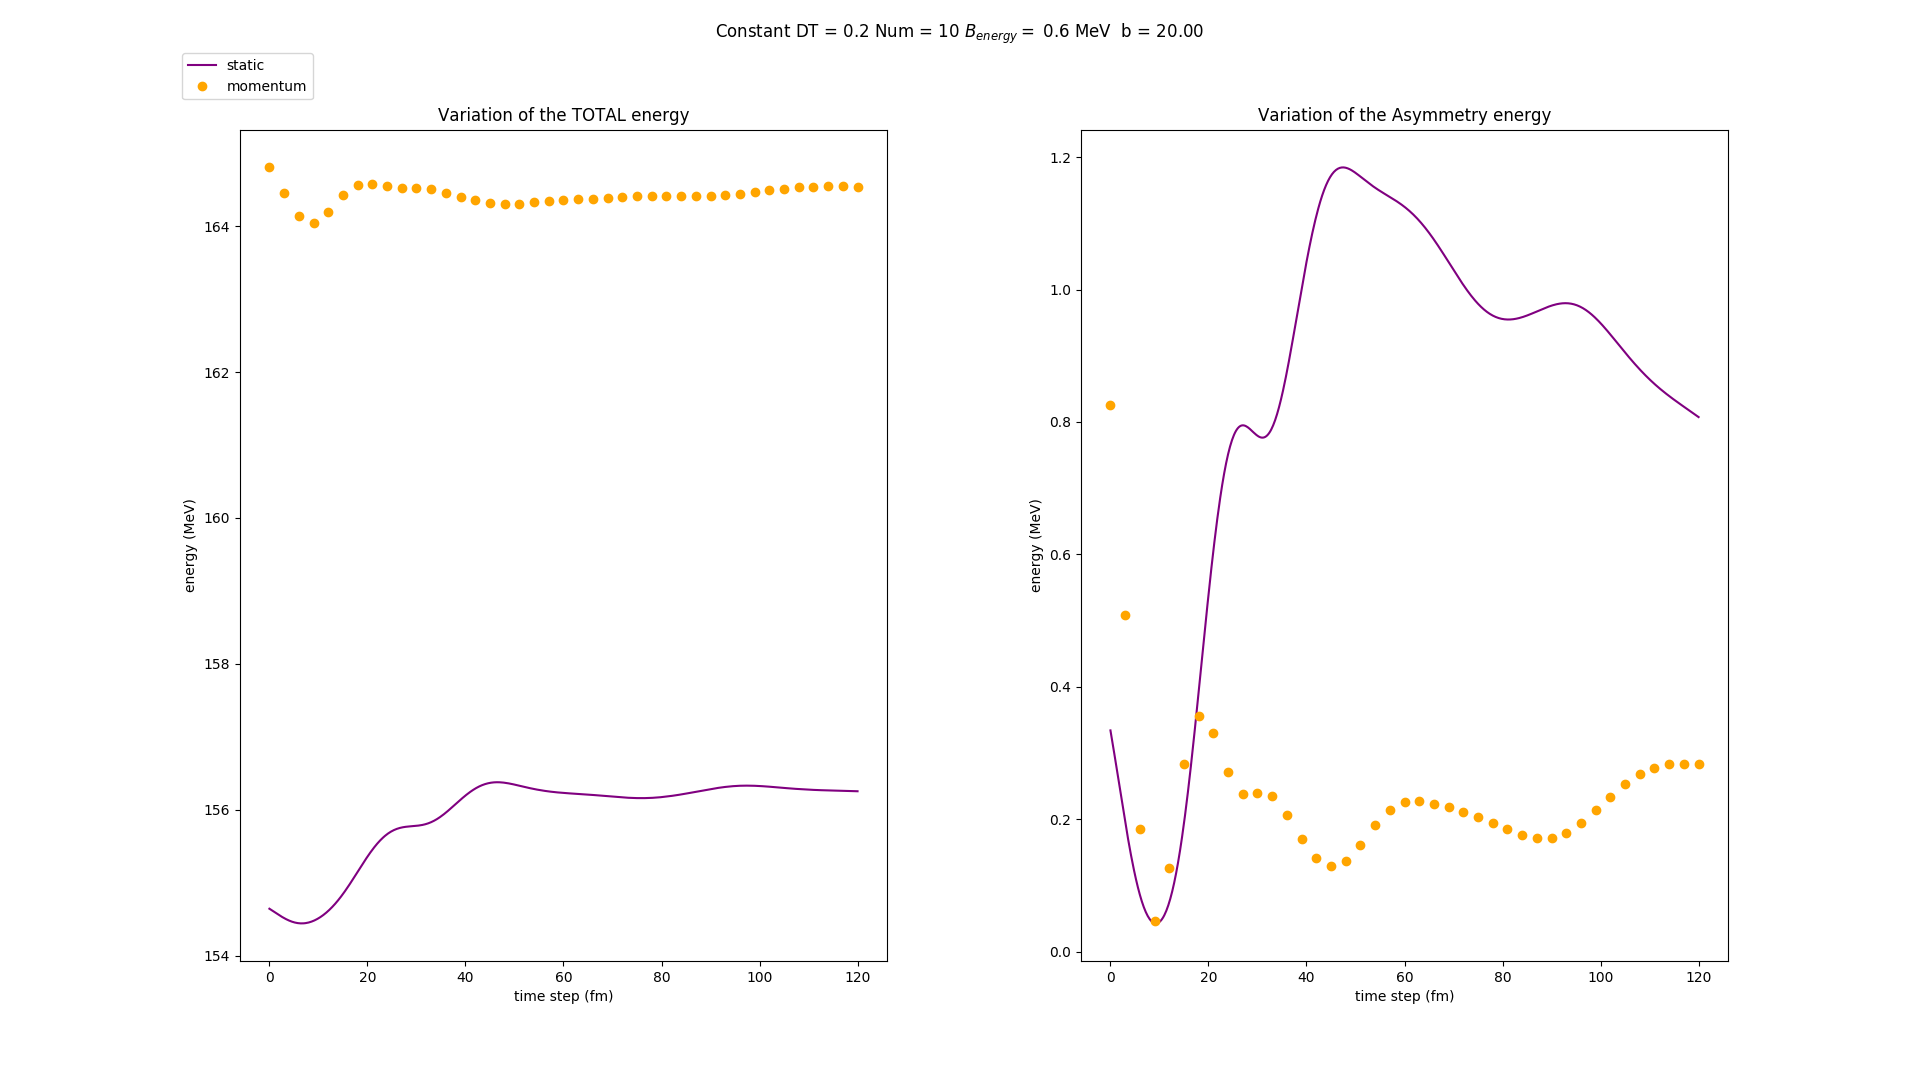 Constant DT = 0.2 Num = 10 B_energy = 0.6 MeV b = 20.00
static
momentum
Variation of the TOTAL energy
energy (MeV)
164
162
160
158
156
154
0 20 40 60 80 100 120
time step (fm)
Variation of the Asymmetry energy
energy (MeV)
1.2
1.0
0.8
0.6
0.4
0.2
0.0
0 20 40 60 80 100 120
time step (fm)